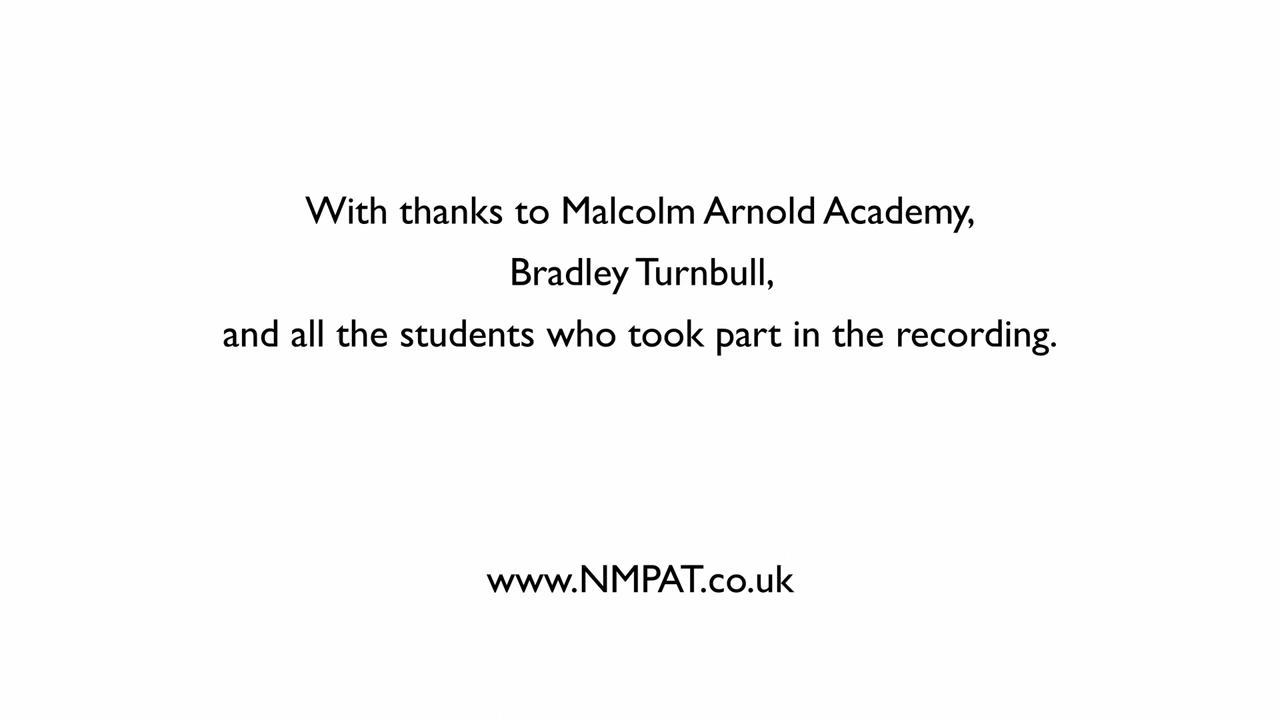 With thanks to Malcolm Arnold Academy,
Bradley Turnbull,
and all the students who took part in the recording.
www.NMPAT.co.uk